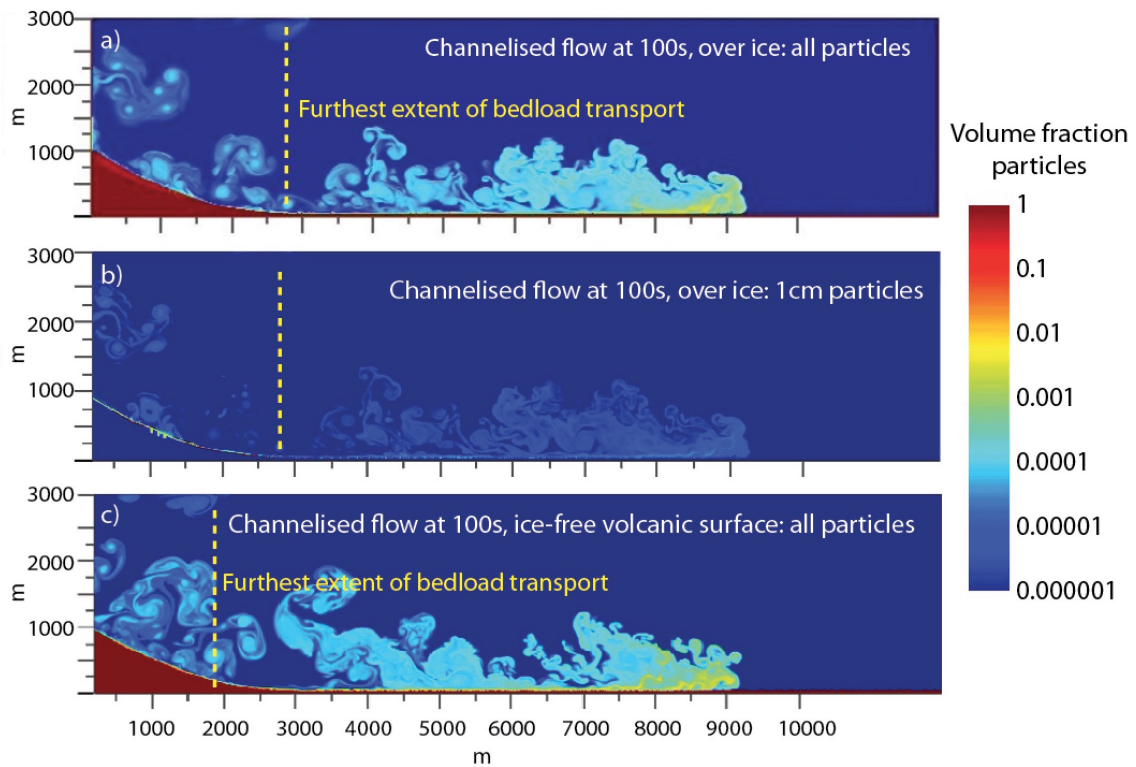 3000
a)
Channelised flow at 100s, over ice: all particles
2000
m
Furthest extent of bedload transport
1000
0
3000
b)
Channelised flow at 100s, over ice: 1cm particles
2000
m
1000
0
3000
c)
Channelised flow at 100s, ice-free volcanic surface: all particles
2000
m
Furthest extent of bedload transport
1000
0
1000 2000 3000 4000 5000 6000 7000 8000 9000 10000
m
Volume fraction
particles
1
0.1
0.01
0.001
0.0001
0.00001
0.000001